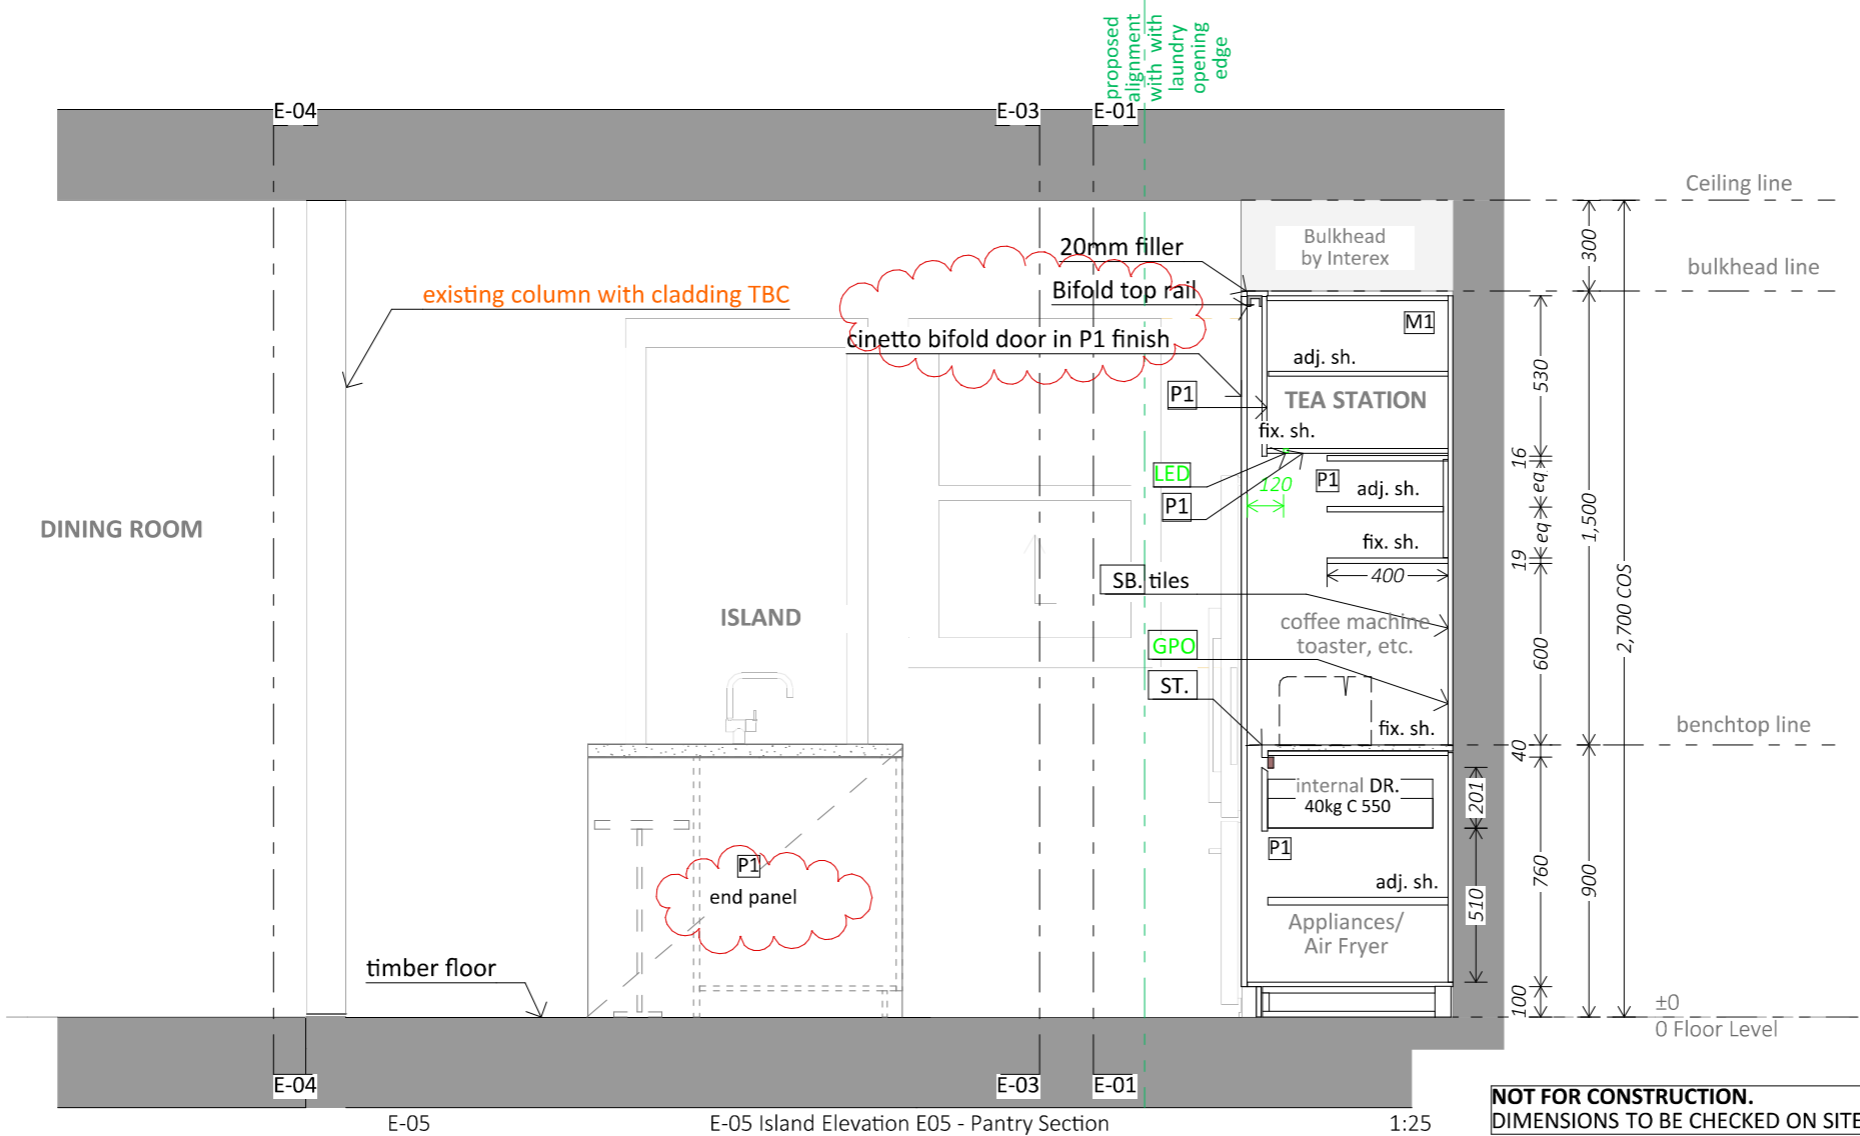 proposed
alignment
with with
laundry
opening
edge
E-04
E-03
E-01
Ceiling line
300
Bulkhead
by Interex
20mm filler
bulkhead line
Bifold top rail
existing column with cladding TBC
M1
cinetto bifold door in P1 finish
adj. sh.
530
P1
TEA STATION
fix. sh.
16
LED
120
P1
adj. sh.
eq
P1
DINING ROOM
eq
1,500
fix. sh.
19
400
SB. tiles
2,700 COS
ISLAND
coffee machine
toaster, etc.
600
GPO
ST.
fix. sh.
benchtop line
40
internal DR.
40kg C 550
201
P1
P1
760
900
end panel
adj. sh.
510
Appliances/
Air Fryer
timber floor
100
±0
0 Floor Level
E-04
E-03
E-01
NOT FOR CONSTRUCTION.
DIMENSIONS TO BE CHECKED ON SITE
E-05
E-05 Island Elevation E05 - Pantry Section
1:25